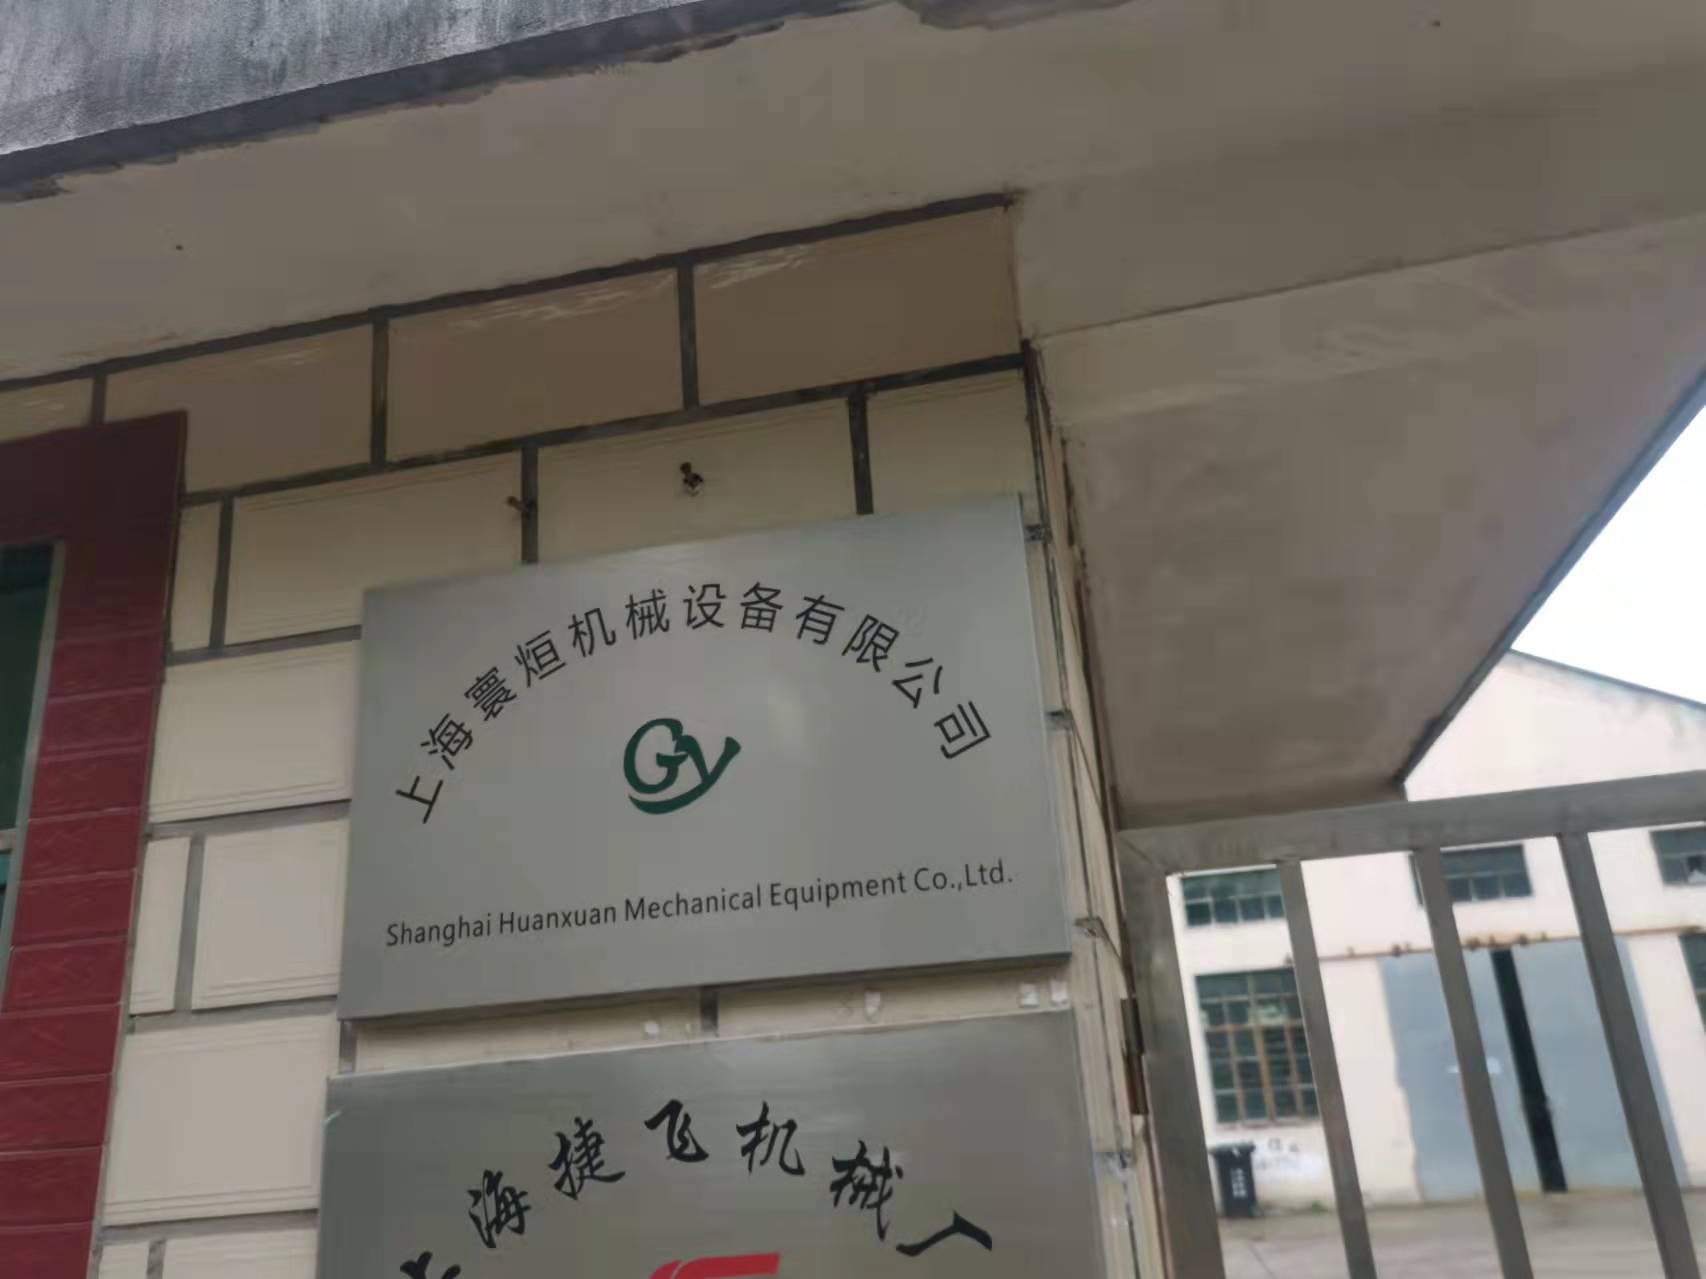 上海寰烜机械设备有限公司
Gy
Shanghai Huanxuan Mechanical Equipment Co.,Ltd.
上海捷飞机械